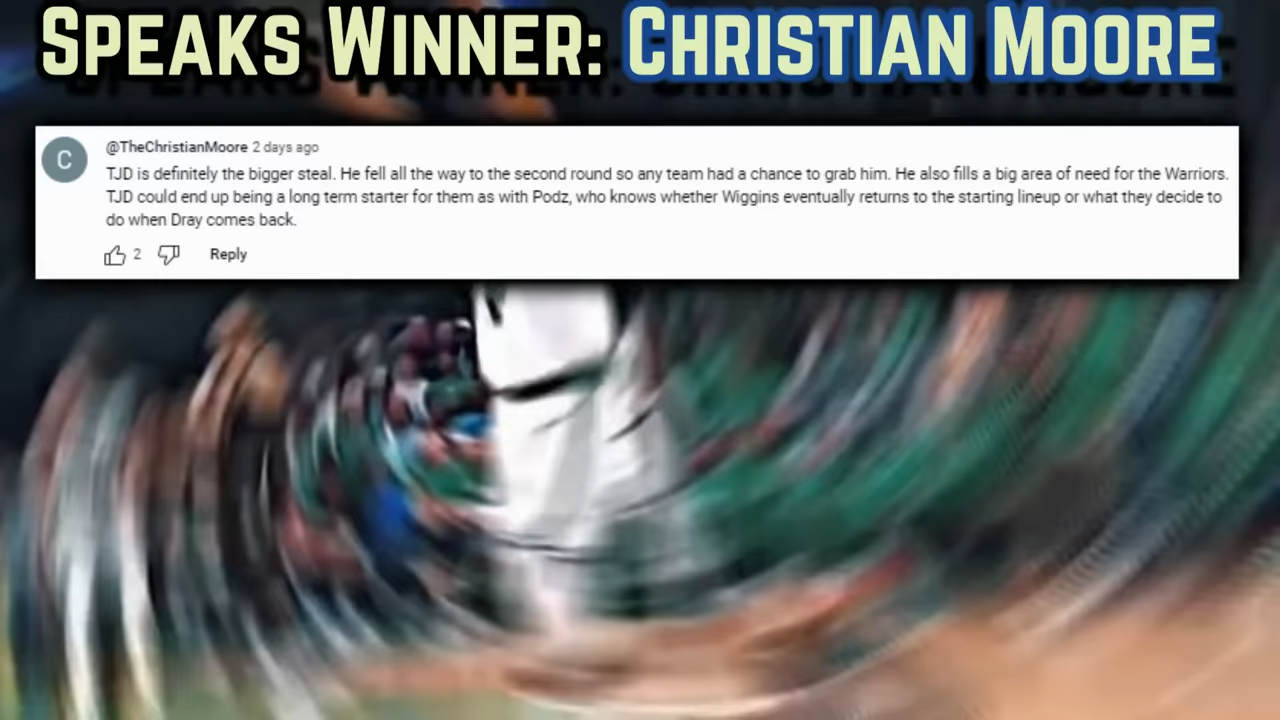 SPEAKS WINNER: CHRISTIAN MOORE
C
@TheChristianMoore 2 days ago
TJD is definitely the bigger steal. He fell all the way to the second round so any team had a chance to grab him. He also fills a big area of need for the Warriors.
TJD could end up being a long term starter for them as with Podz, who knows whether Wiggins eventually returns to the starting lineup or what they decide to
do when Dray comes back.
2 Reply